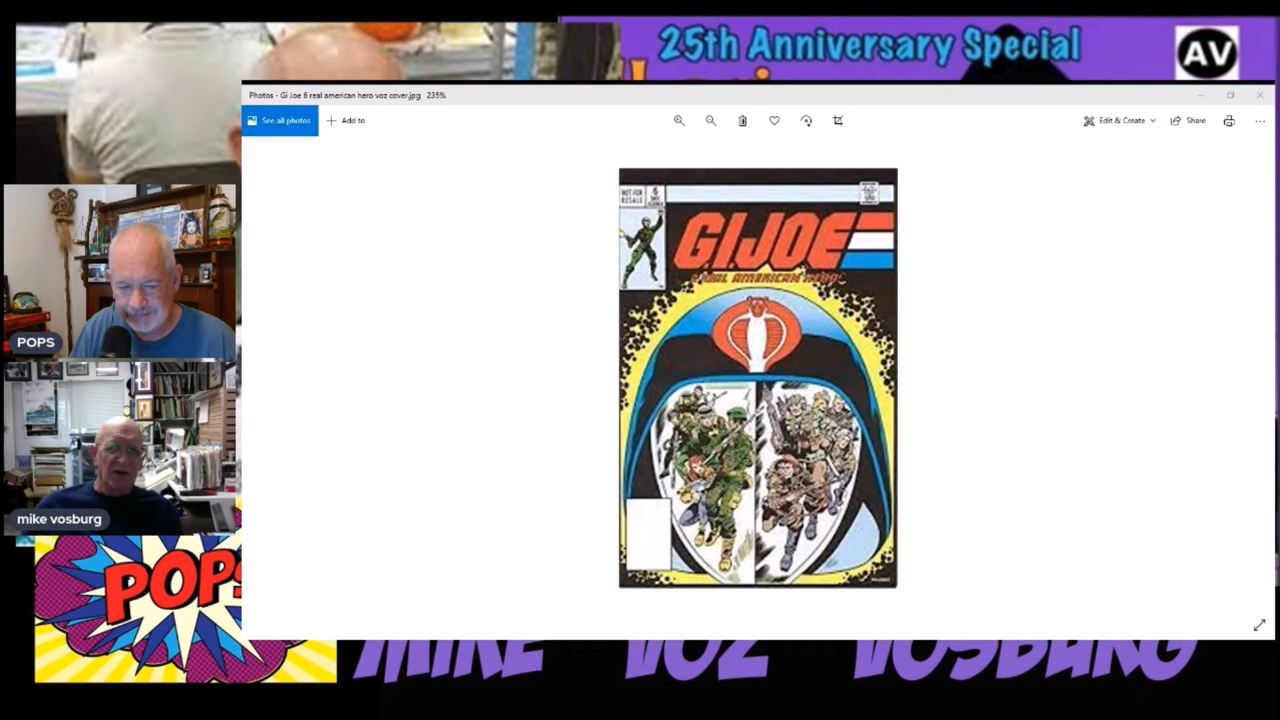 25th Anniversary Special
AV
Photos - Gi Joe 6 real american hero voz cover.jpg 235%
See all photos
Add to
Edit & Create
Share
NOT FOR
RESALE
6
G.I.JOE
A REAL AMERICAN HERO
POPS
mike vosburg
POPS
MIKE VOZ VOSBURG